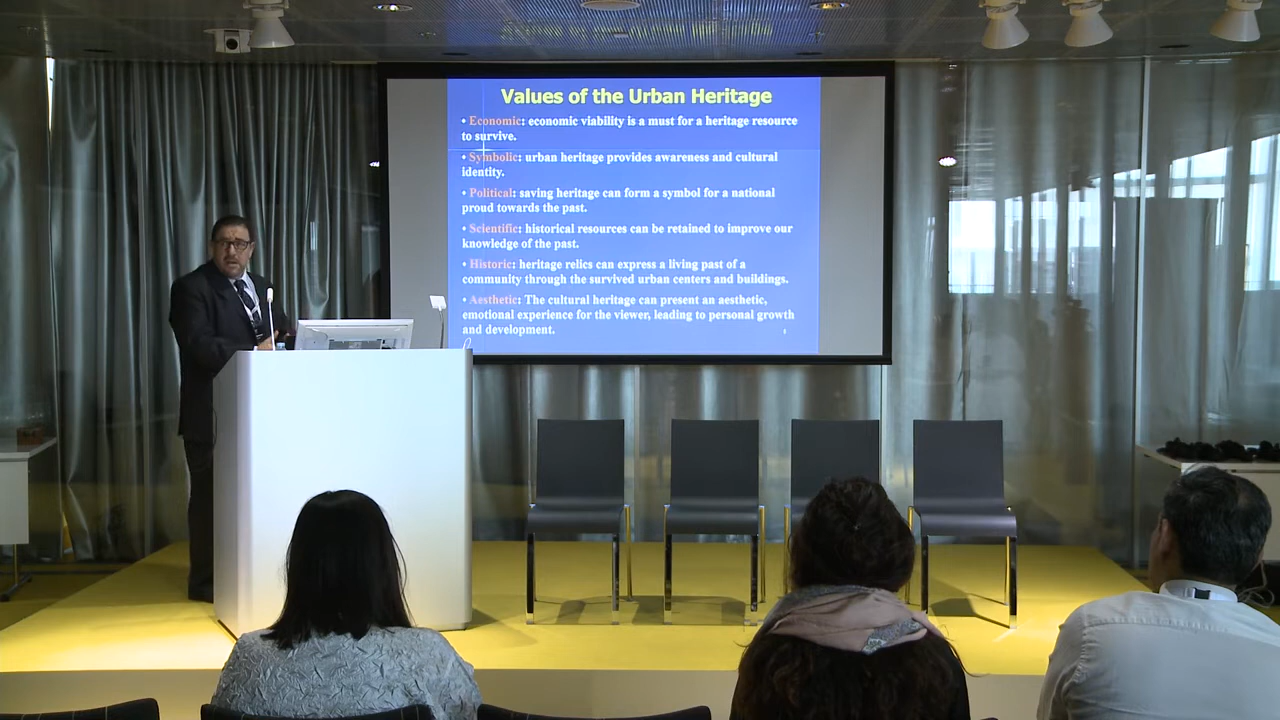 Values of the Urban Heritage
• Economic: economic viability is a must for a heritage resource
to survive.
• Symbolic: urban heritage provides awareness and cultural
identity.
• Political: saving heritage can form a symbol for a national
proud towards the past.
• Scientific: historical resources can be retained to improve our
knowledge of the past.
• Historic: heritage relics can express a living past of a
community through the survived urban centers and buildings.
• Aesthetic: The cultural heritage can present an aesthetic,
emotional experience for the viewer, leading to personal growth
and development.